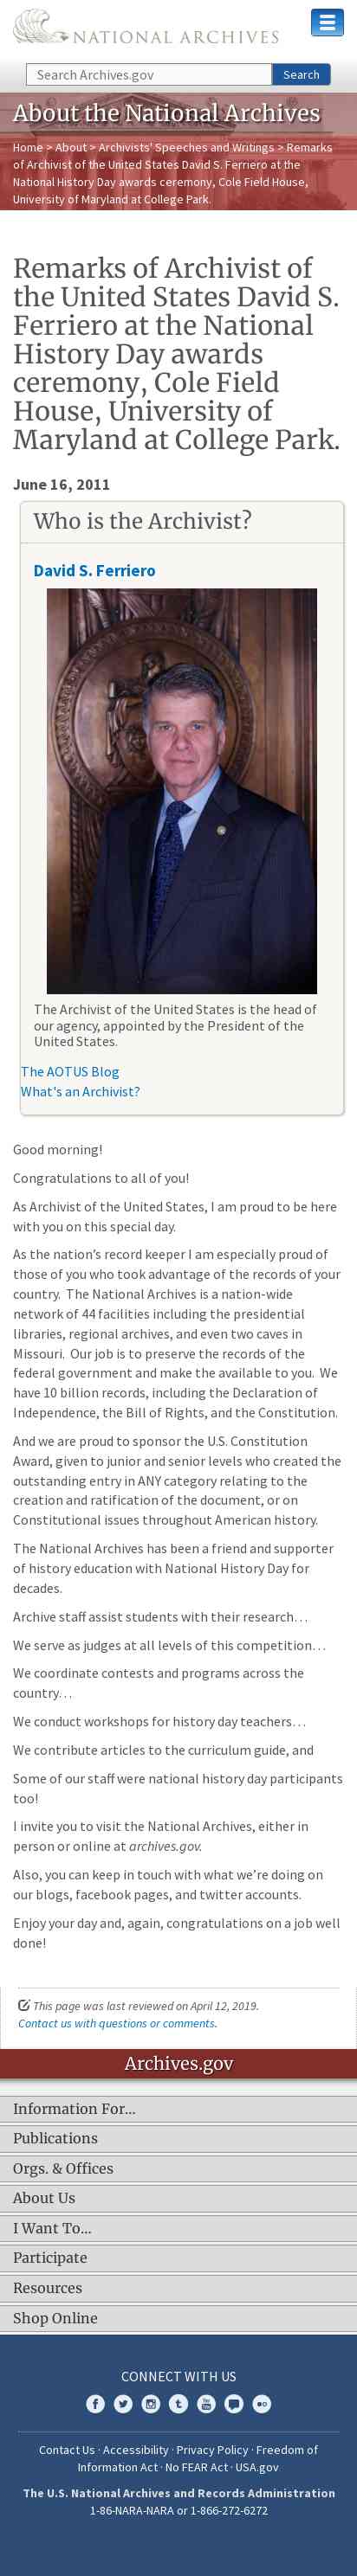 NATIONAL ARCHIVES
Search Archives.gov
Search
About the National Archives
Home > About > Archivists' Speeches and Writings > Remarks
of Archivist of the United States David S. Ferriero at the
National History Day awards ceremony, Cole Field House,
University of Maryland at College Park.
Remarks of Archivist of
the United States David S.
Ferriero at the National
History Day awards
ceremony, Cole Field
House, University of
Maryland at College Park.
June 16, 2011
Who is the Archivist?
David S. Ferriero
The Archivist of the United States is the head of
our agency, appointed by the President of the
United States.
The AOTUS Blog
What's an Archivist?
Good morning!
Congratulations to all of you!
As Archivist of the United States, I am proud to be here
with you on this special day.
As the nation’s record keeper I am especially proud of
those of you who took advantage of the records of your
country.  The National Archives is a nation-wide
network of 44 facilities including the presidential
libraries, regional archives, and even two caves in
Missouri.  Our job is to preserve the records of the
federal government and make the available to you.  We
have 10 billion records, including the Declaration of
Independence, the Bill of Rights, and the Constitution.
And we are proud to sponsor the U.S. Constitution
Award, given to junior and senior levels who created the
outstanding entry in ANY category relating to the
creation and ratification of the document, or on
Constitutional issues throughout American history.
The National Archives has been a friend and supporter
of history education with National History Day for
decades.
Archive staff assist students with their research…
We serve as judges at all levels of this competition…
We coordinate contests and programs across the
country…
We conduct workshops for history day teachers…
We contribute articles to the curriculum guide, and
Some of our staff were national history day participants
too!
I invite you to visit the National Archives, either in
person or online at archives.gov.
Also, you can keep in touch with what we’re doing on
our blogs, facebook pages, and twitter accounts.
Enjoy your day and, again, congratulations on a job well
done!
This page was last reviewed on April 12, 2019.
Contact us with questions or comments.
Archives.gov
Information For…
Publications
Orgs. & Offices
About Us
I Want To…
Participate
Resources
Shop Online
CONNECT WITH US
Contact Us · Accessibility · Privacy Policy · Freedom of
Information Act · No FEAR Act · USA.gov
The U.S. National Archives and Records Administration
1-86-NARA-NARA or 1-866-272-6272